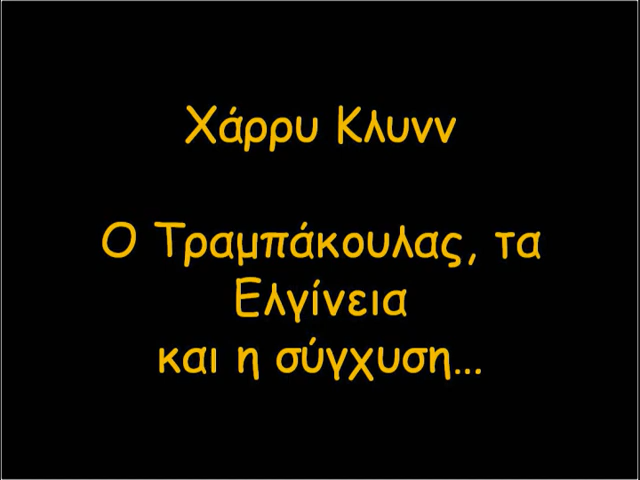 Χάρρυ Κλυνν
Ο Τραμπάκουλας, τα
Ελγίνεια
και η σύγχυση...